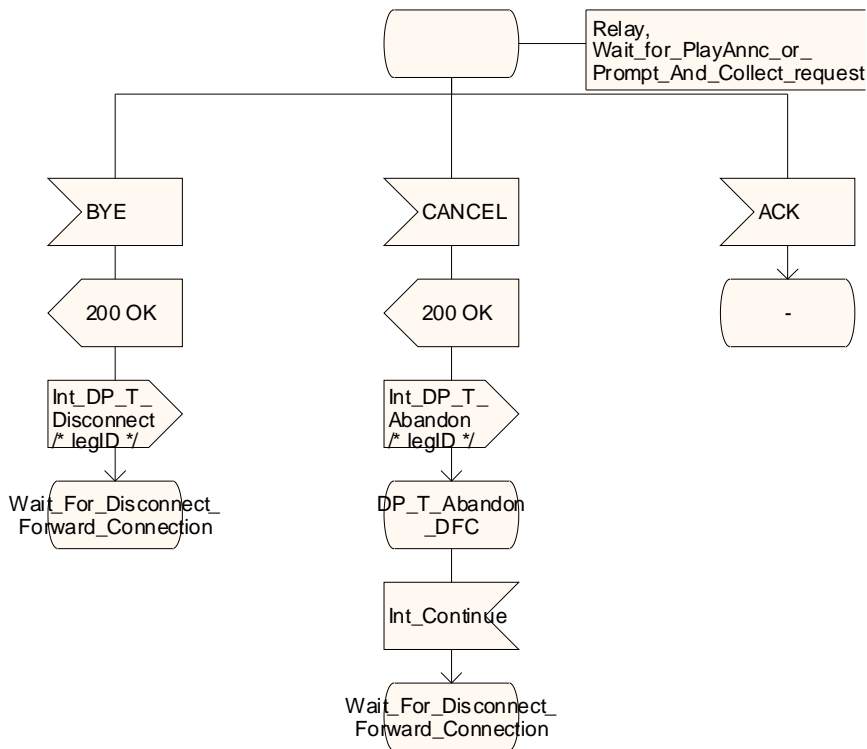 Relay,
Wait_for_PlayAnnc_or_
Prompt_And_Collect_request
BYE
CANCEL
ACK
200 OK
200 OK
-
Int_DP_T_
Disconnect
/* legID */
Int_DP_T_
Abandon
/* legID */
Wait_For_Disconnect_
Forward_Connection
DP_T_Abandon
_DFC
Int_Continue
Wait_For_Disconnect_
Forward_Connection